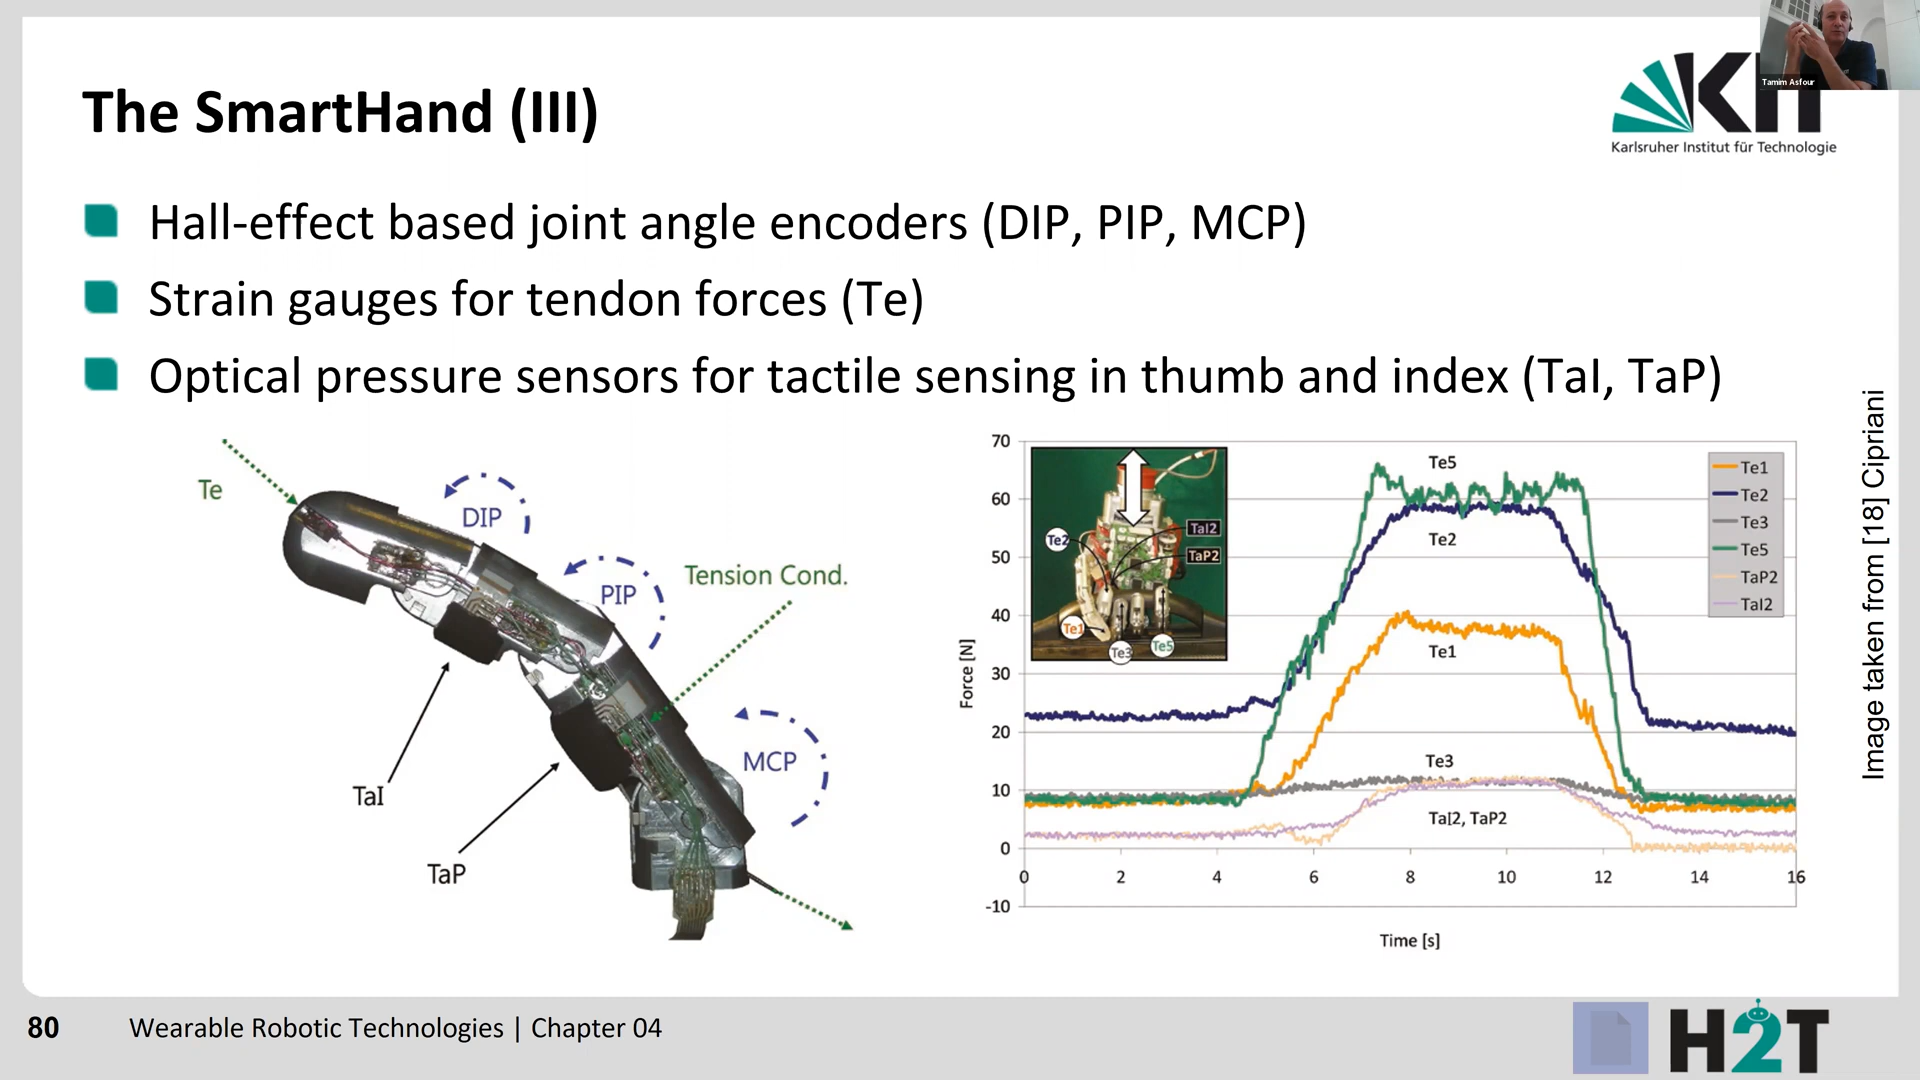 Tamim Asfour
The SmartHand (III)
KIT
Karlsruher Institut für Technologie
Hall-effect based joint angle encoders (DIP, PIP, MCP)
Strain gauges for tendon forces (Te)
Optical pressure sensors for tactile sensing in thumb and index (TaI, TaP)
Te
DIP
PIP
Tension Cond.
MCP
TaI
TaP
70
60
50
40
30
20
10
0
-10
Force [N]
0 2 4 6 8 10 12 14 16
Time [s]
Te2
TaI2
TaP2
Te1
Te3
Te5
Te5
Te2
Te1
Te3
TaI2, TaP2
Te1
Te2
Te3
Te5
TaP2
TaI2
Image taken from [18] Cipriani
80 Wearable Robotic Technologies | Chapter 04
H2T